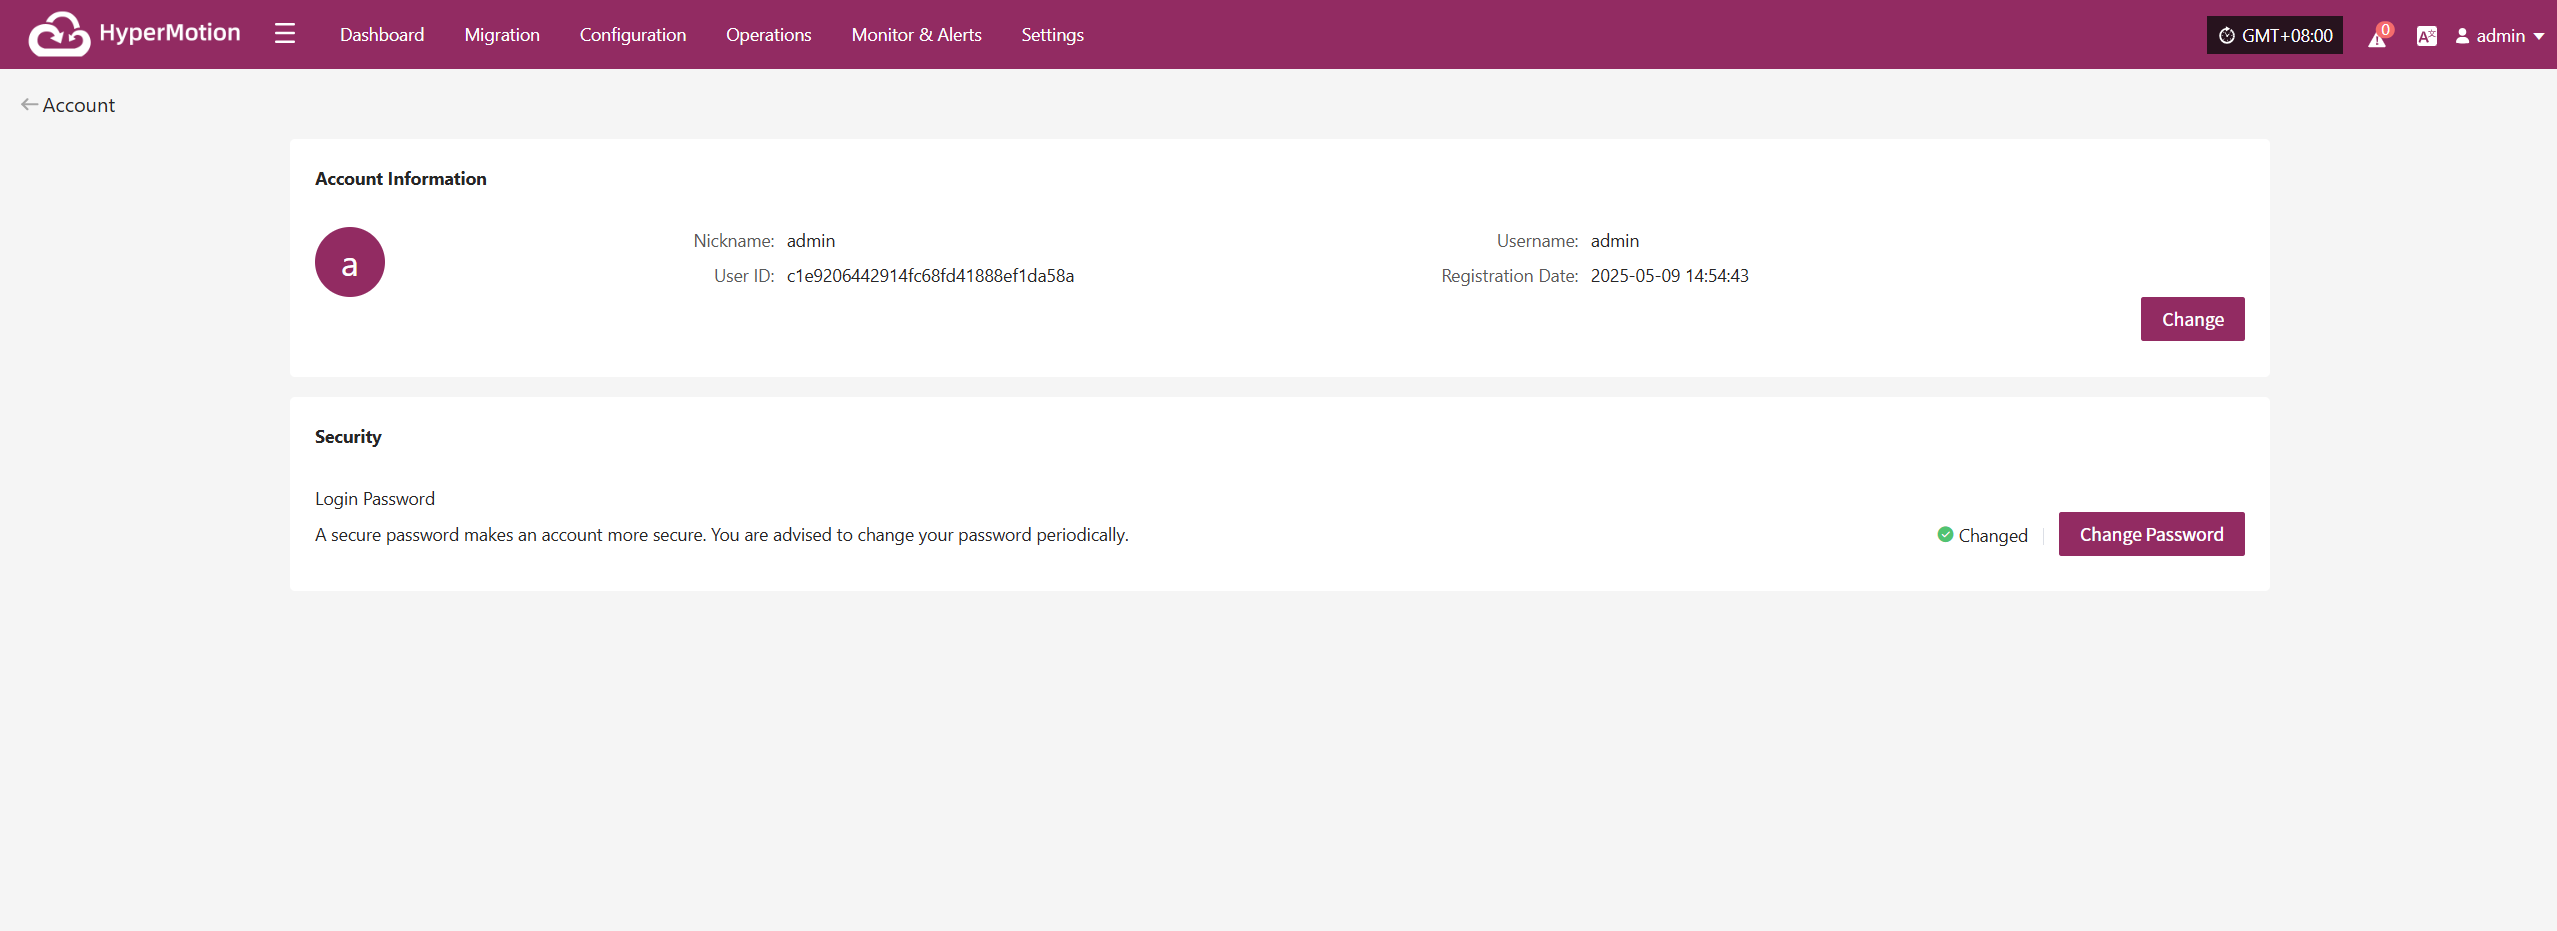 HyperMotion
Dashboard
Migration
Configuration
Operations
Monitor & Alerts
Settings
GMT+08:00
0
admin
Account
Account Information
a
Nickname: admin
Username: admin
User ID: c1e9206442914fc68fd41888ef1da58a
Registration Date: 2025-05-09 14:54:43
Change
Security
Login Password
A secure password makes an account more secure. You are advised to change your password periodically.
Changed
Change Password